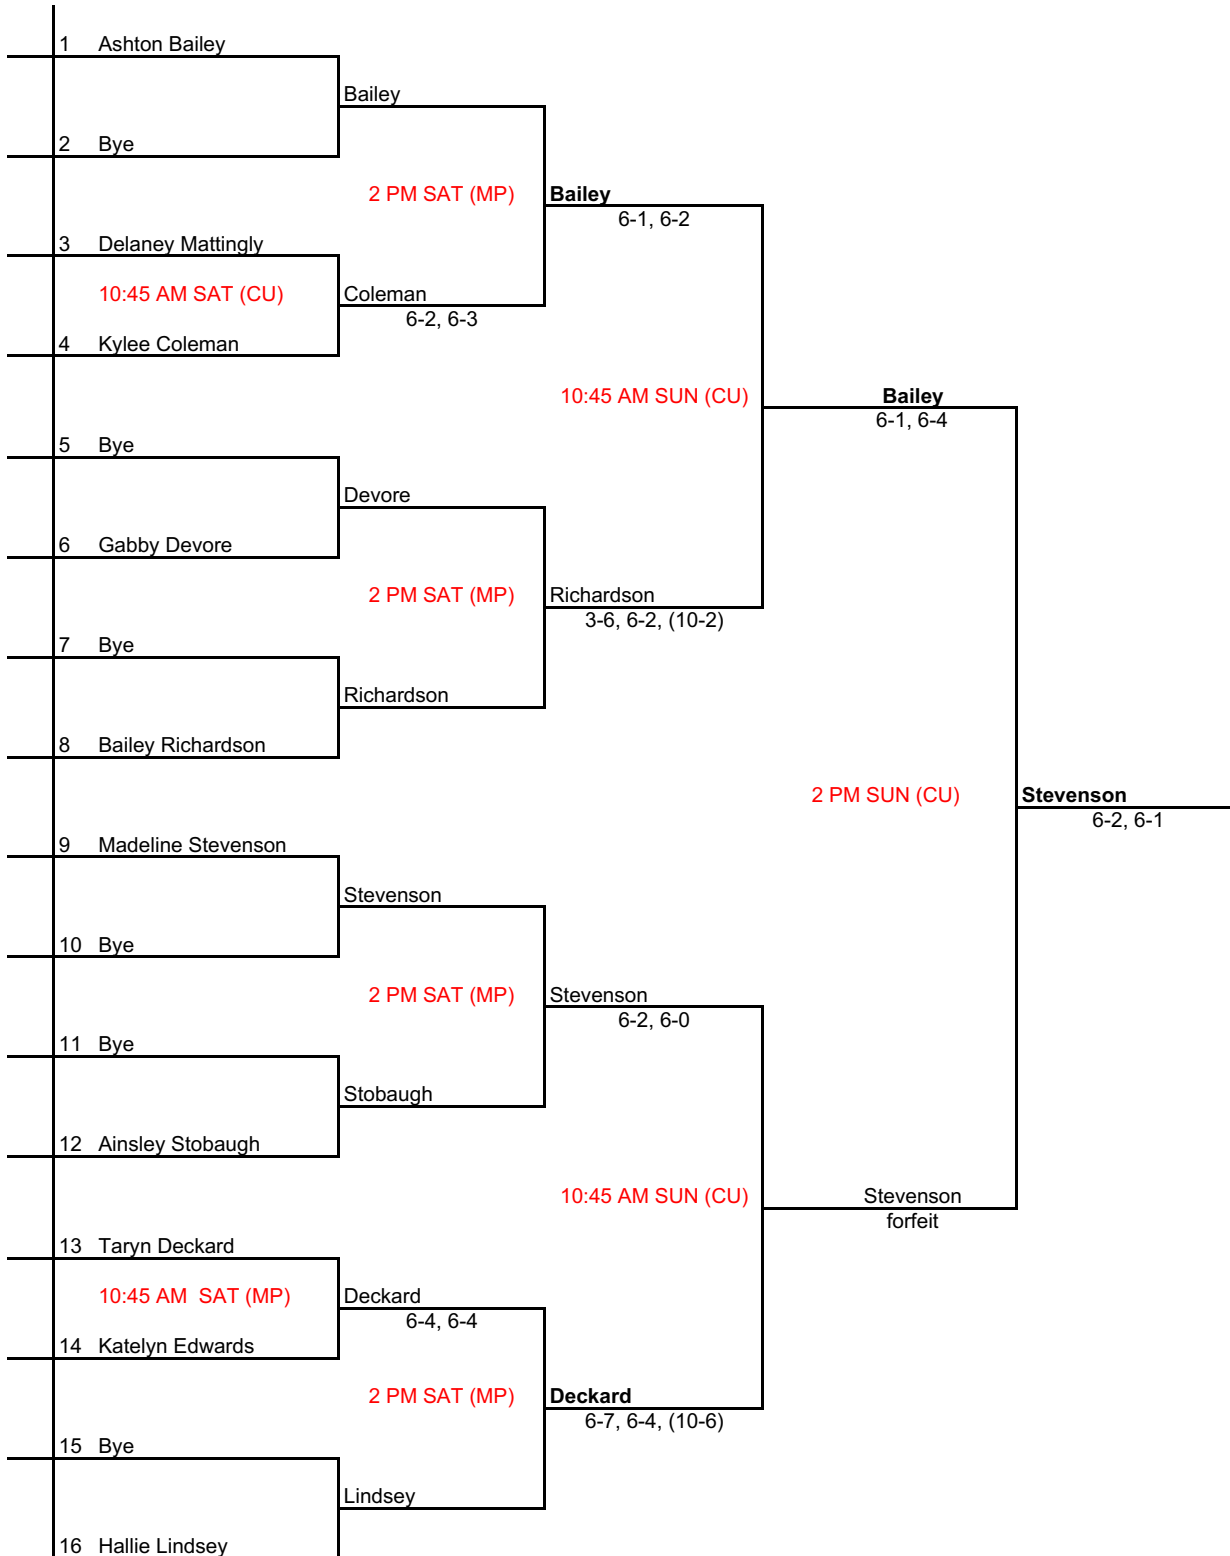 1 Ashton Bailey
Bailey
2 Bye
2 PM SAT (MP)
Bailey
6-1, 6-2
3 Delaney Mattingly
10:45 AM SAT (CU)
Coleman
6-2, 6-3
4 Kylee Coleman
10:45 AM SUN (CU)
Bailey
6-1, 6-4
5 Bye
Devore
6 Gabby Devore
2 PM SAT (MP)
Richardson
3-6, 6-2, (10-2)
7 Bye
Richardson
8 Bailey Richardson
2 PM SUN (CU)
Stevenson
6-2, 6-1
9 Madeline Stevenson
Stevenson
10 Bye
2 PM SAT (MP)
Stevenson
6-2, 6-0
11 Bye
Stobaugh
12 Ainsley Stobaugh
10:45 AM SUN (CU)
Stevenson
forfeit
13 Taryn Deckard
10:45 AM  SAT (MP)
Deckard
6-4, 6-4
14 Katelyn Edwards
2 PM SAT (MP)
Deckard
6-7, 6-4, (10-6)
15 Bye
Lindsey
16 Hallie Lindsey